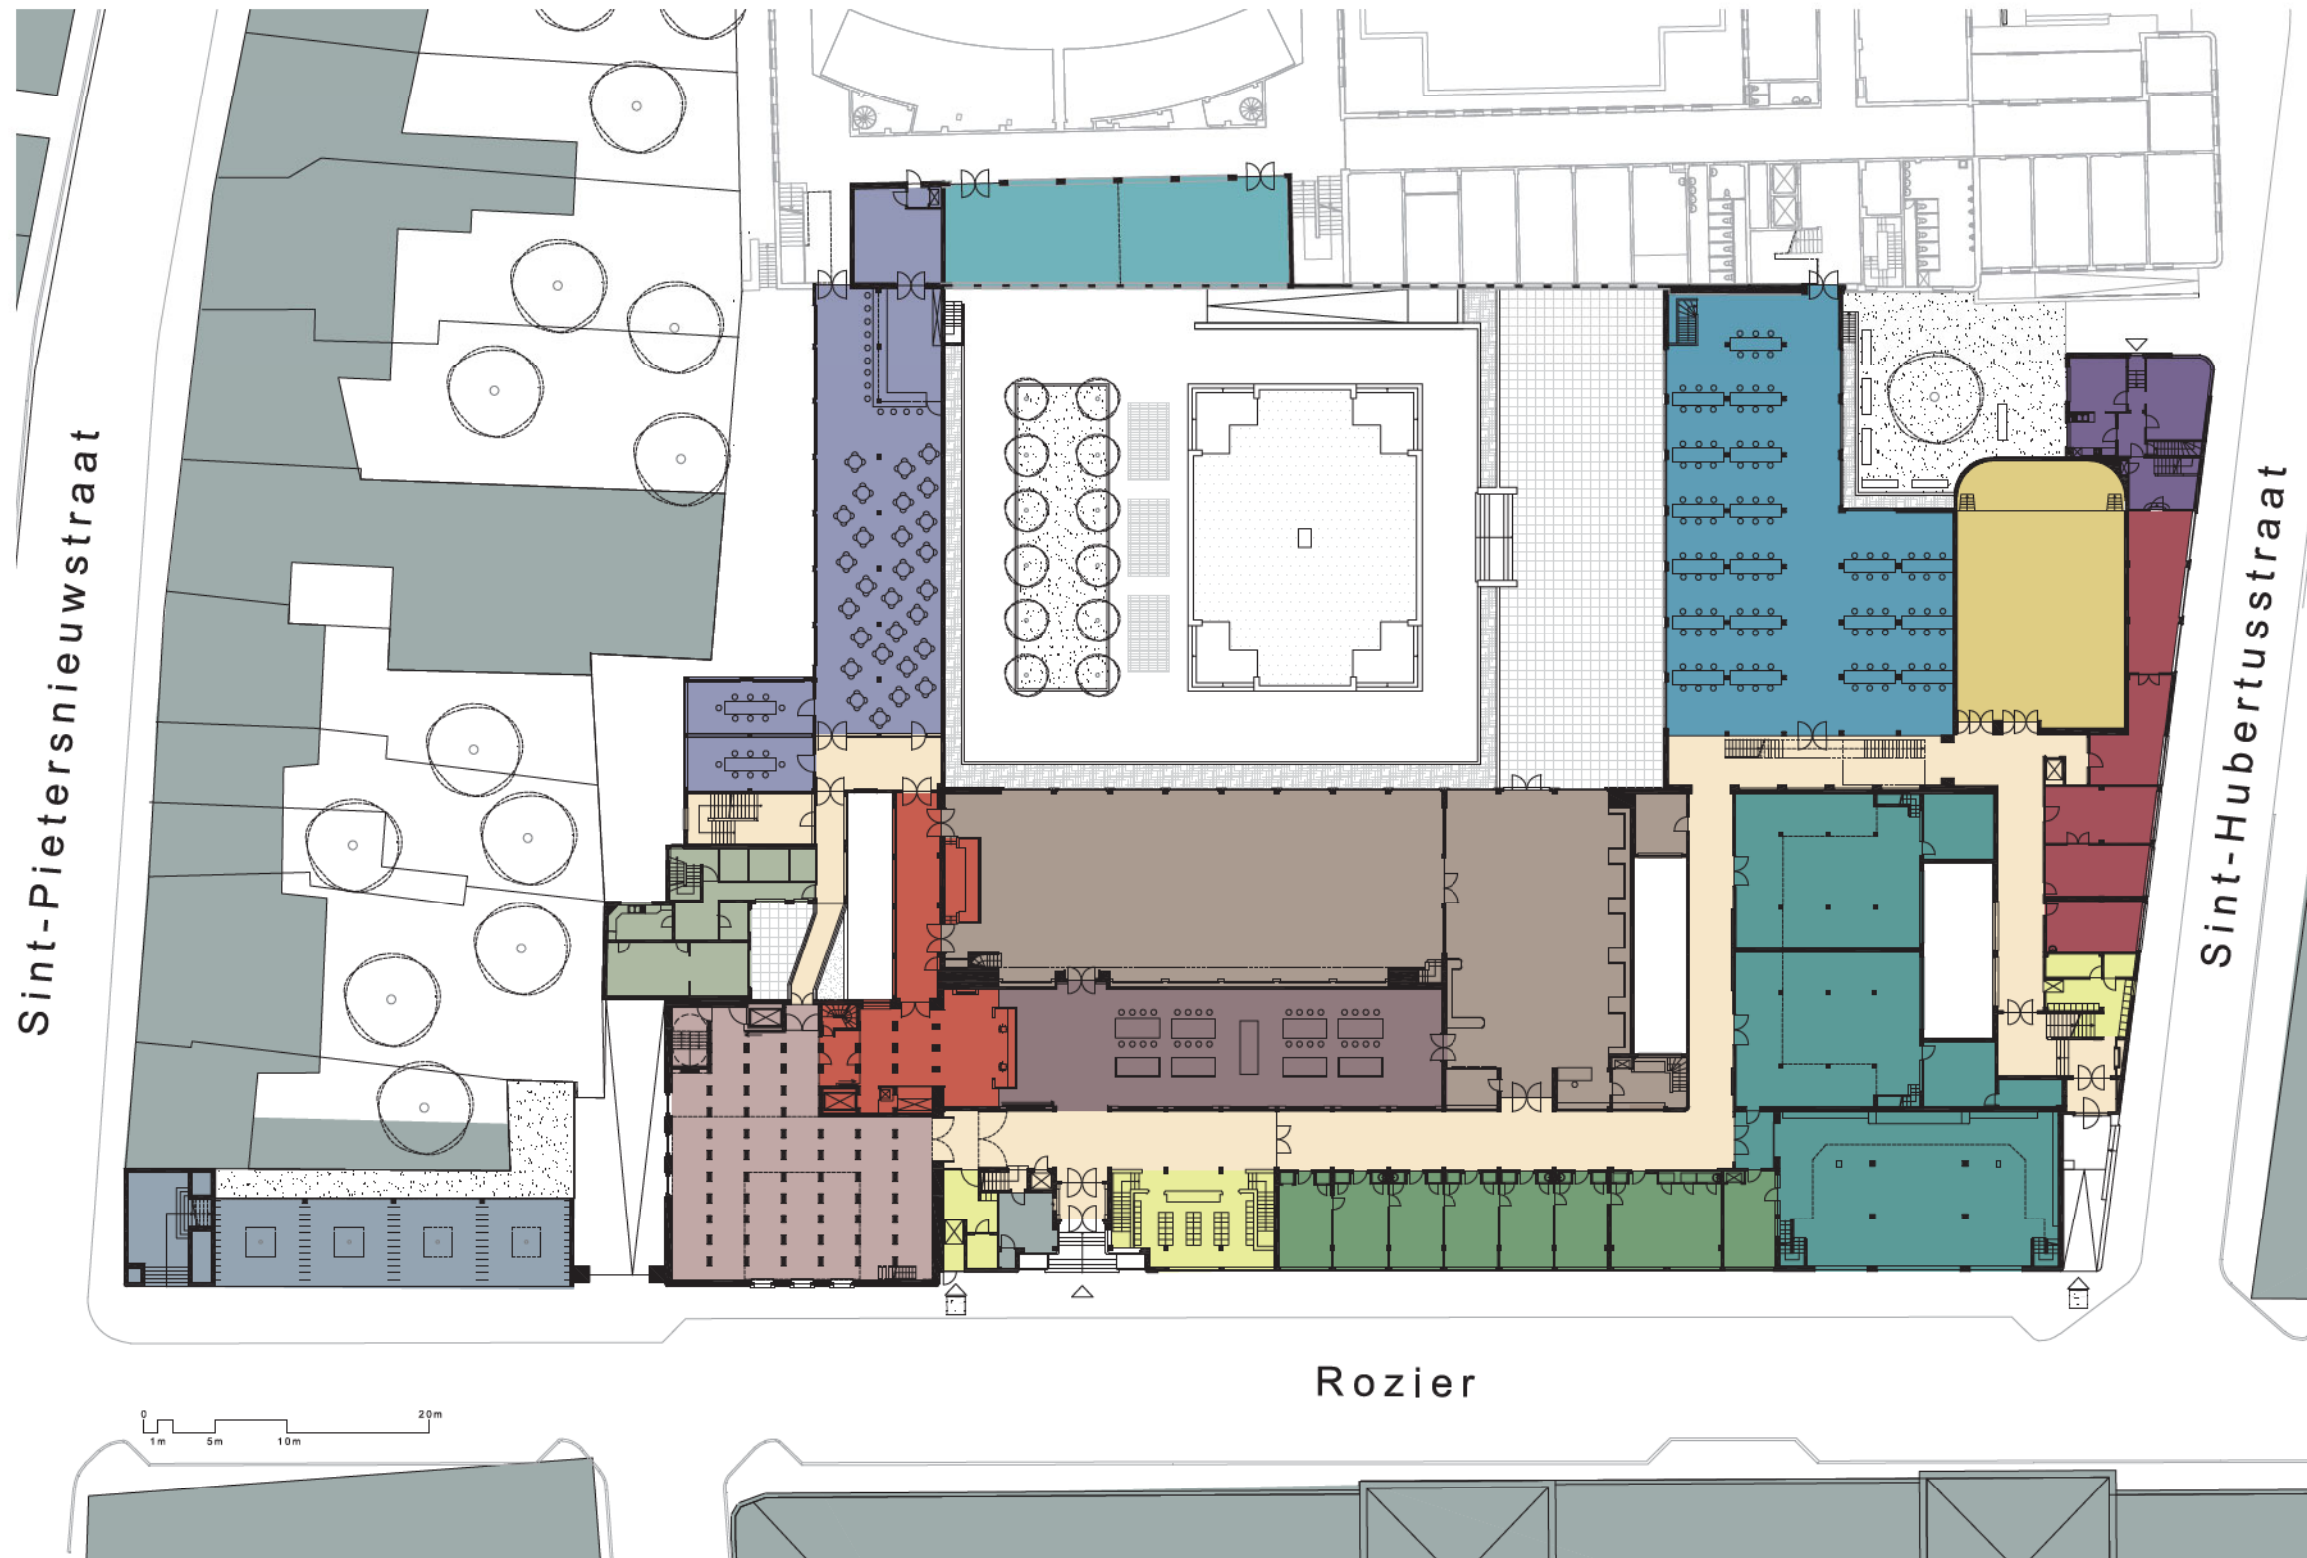 Sint-Pietersnieuwstraat
Sint-Hubertusstraat
Rozier
0 20m
1m 5m 10m